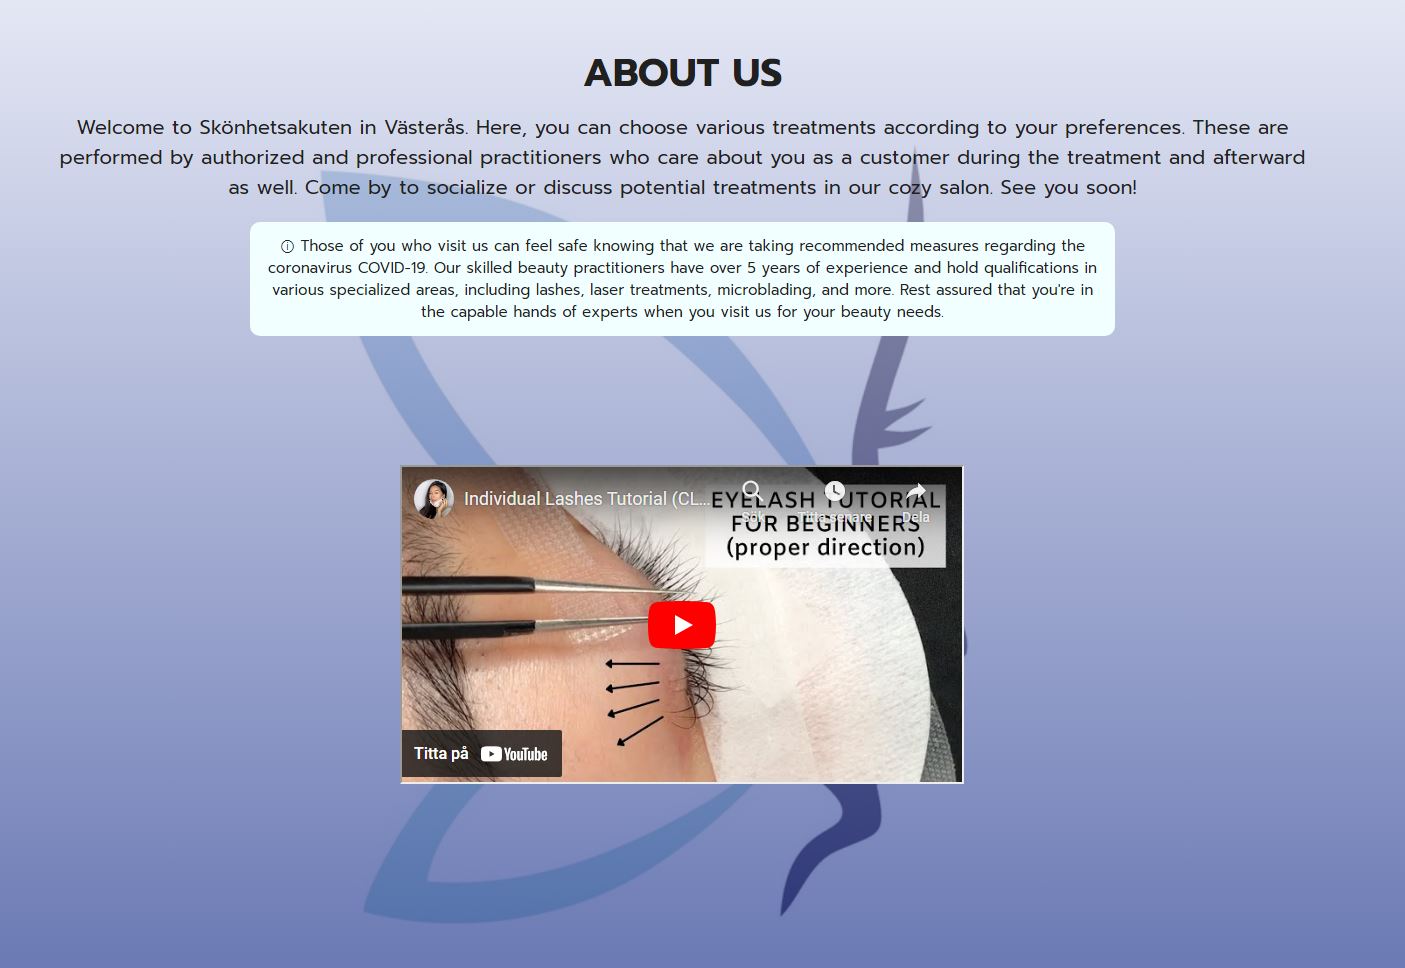 ABOUT US
Welcome to Skönhetsakuten in Västerås. Here, you can choose various treatments according to your preferences. These are
performed by authorized and professional practitioners who care about you as a customer during the treatment and afterward
as well. Come by to socialize or discuss potential treatments in our cozy salon. See you soon!
ⓘ Those of you who visit us can feel safe knowing that we are taking recommended measures regarding the
coronavirus COVID-19. Our skilled beauty practitioners have over 5 years of experience and hold qualifications in
various specialized areas, including lashes, laser treatments, microblading, and more. Rest assured that you're in
the capable hands of experts when you visit us for your beauty needs.
Individual Lashes Tutorial (CL...
Sök
Titta senare
Dela
EYELASH TUTORIAL
FOR BEGINNERS
(proper direction)
Titta på YouTube